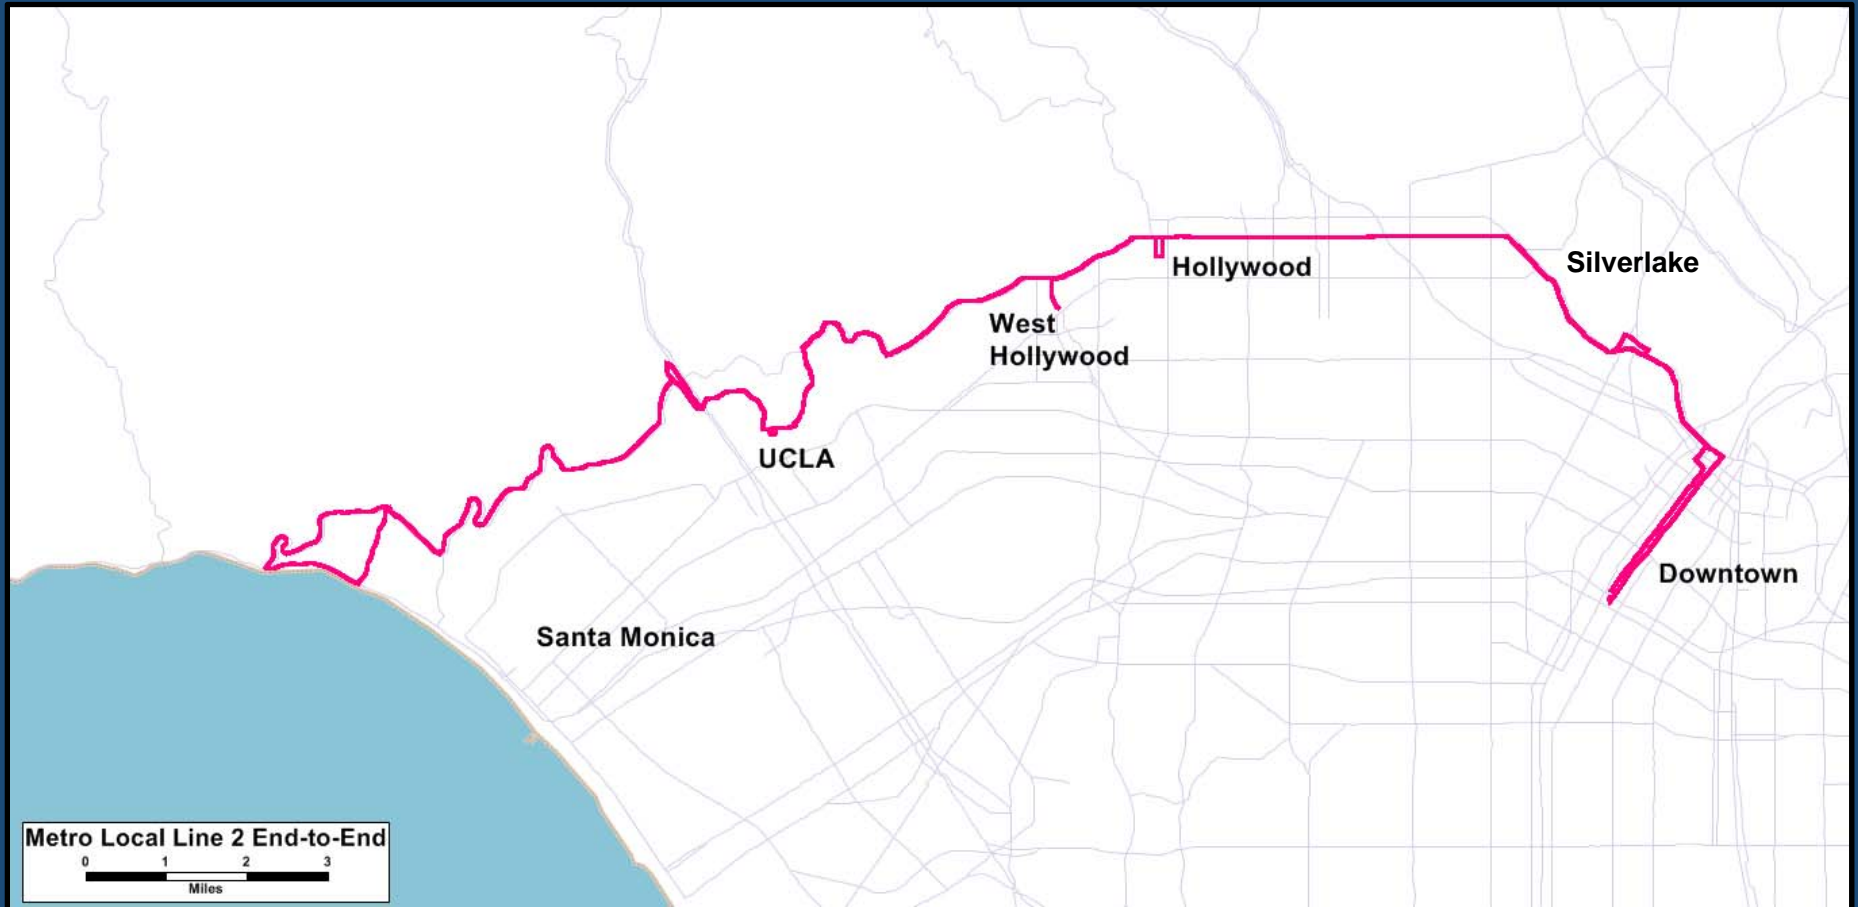 Silverlake
Hollywood
West
Hollywood
UCLA
Downtown
Santa Monica
Metro Local Line 2 End-to-End
0 1 2 3
Miles